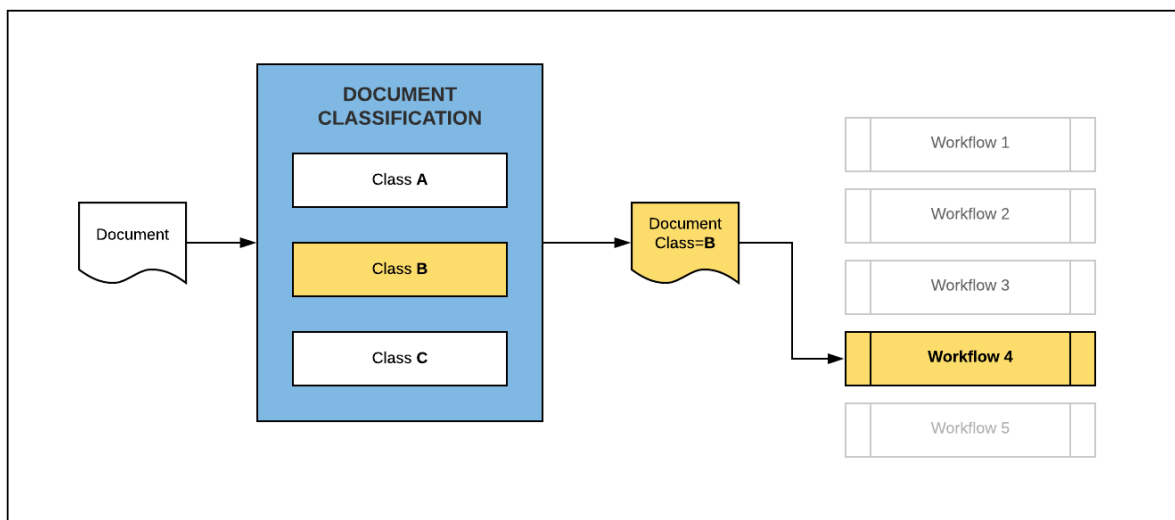 DOCUMENT
CLASSIFICATION
Document
Class A
Class B
Class C
Document
Class=B
Workflow 1
Workflow 2
Workflow 3
Workflow 4
Workflow 5